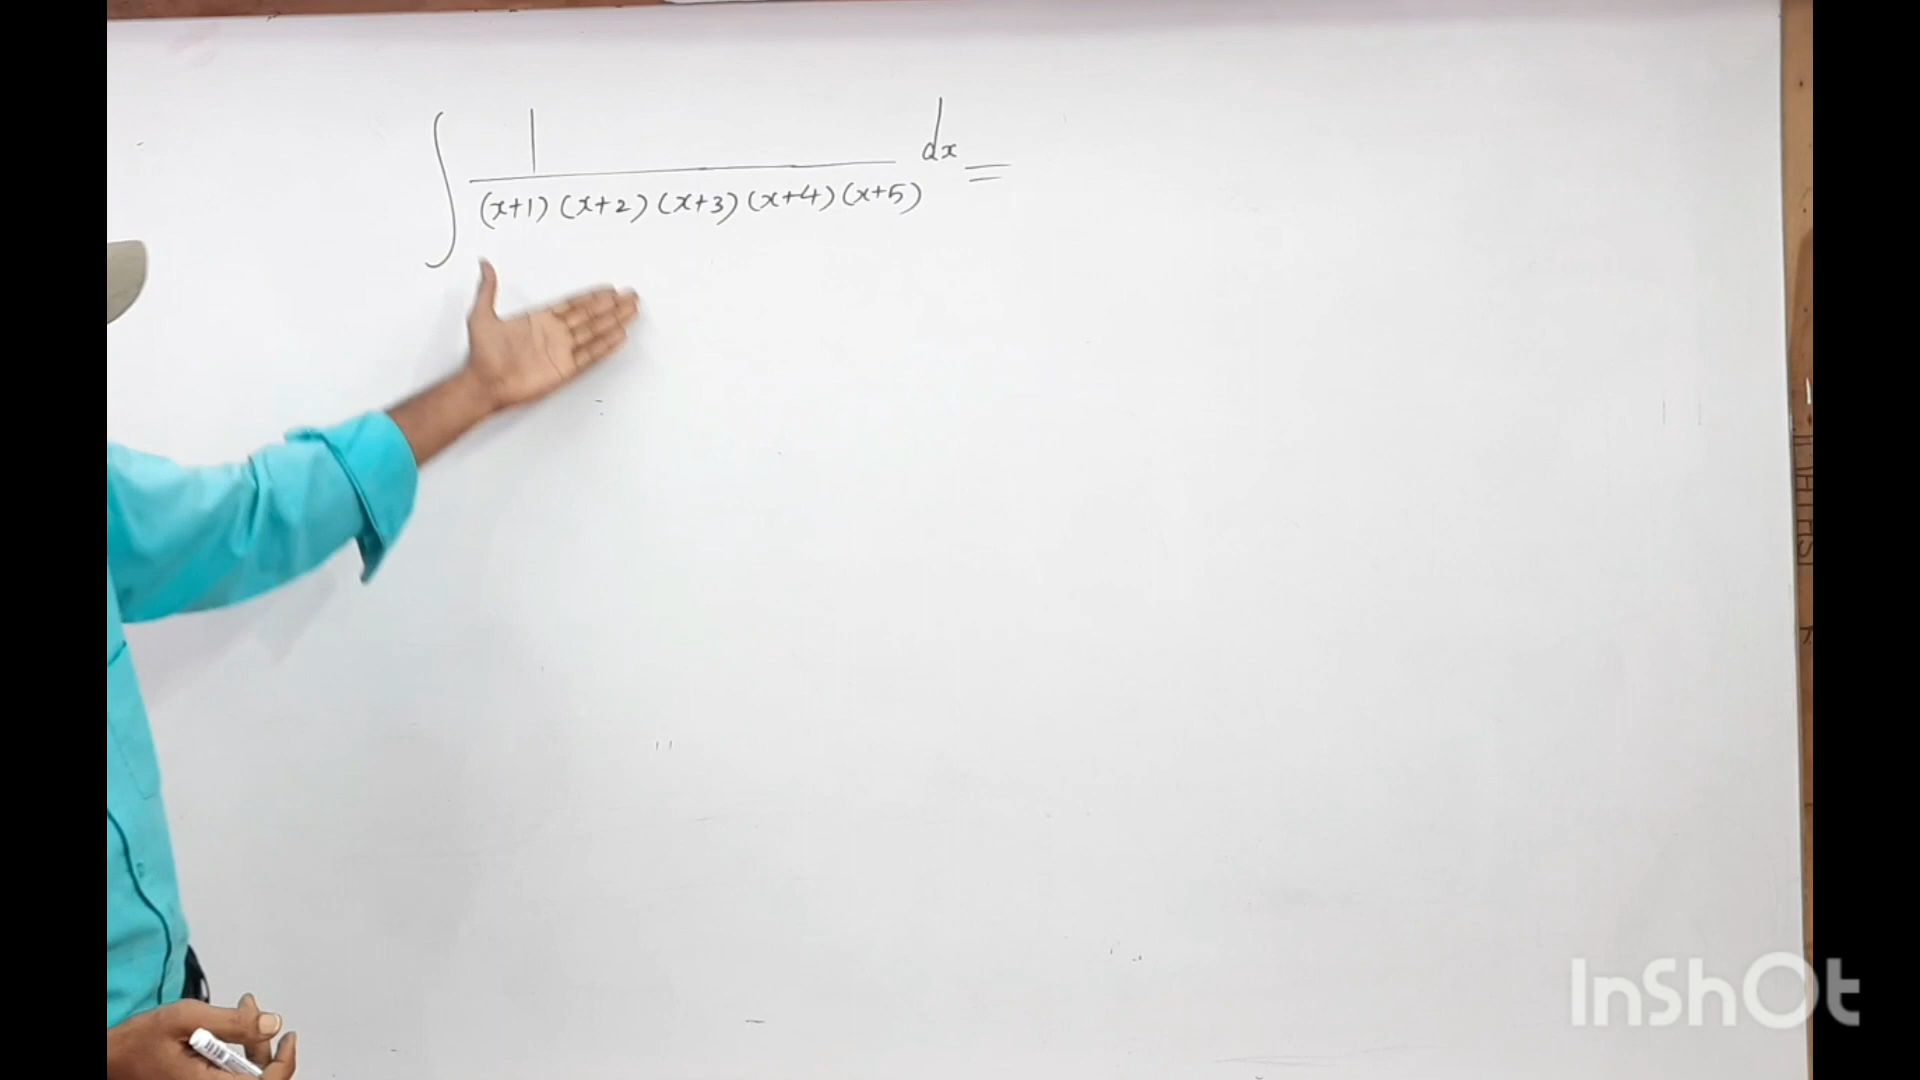 ∫ 1 / (x+1)(x+2)(x+3)(x+4)(x+5) dx =
InShOt